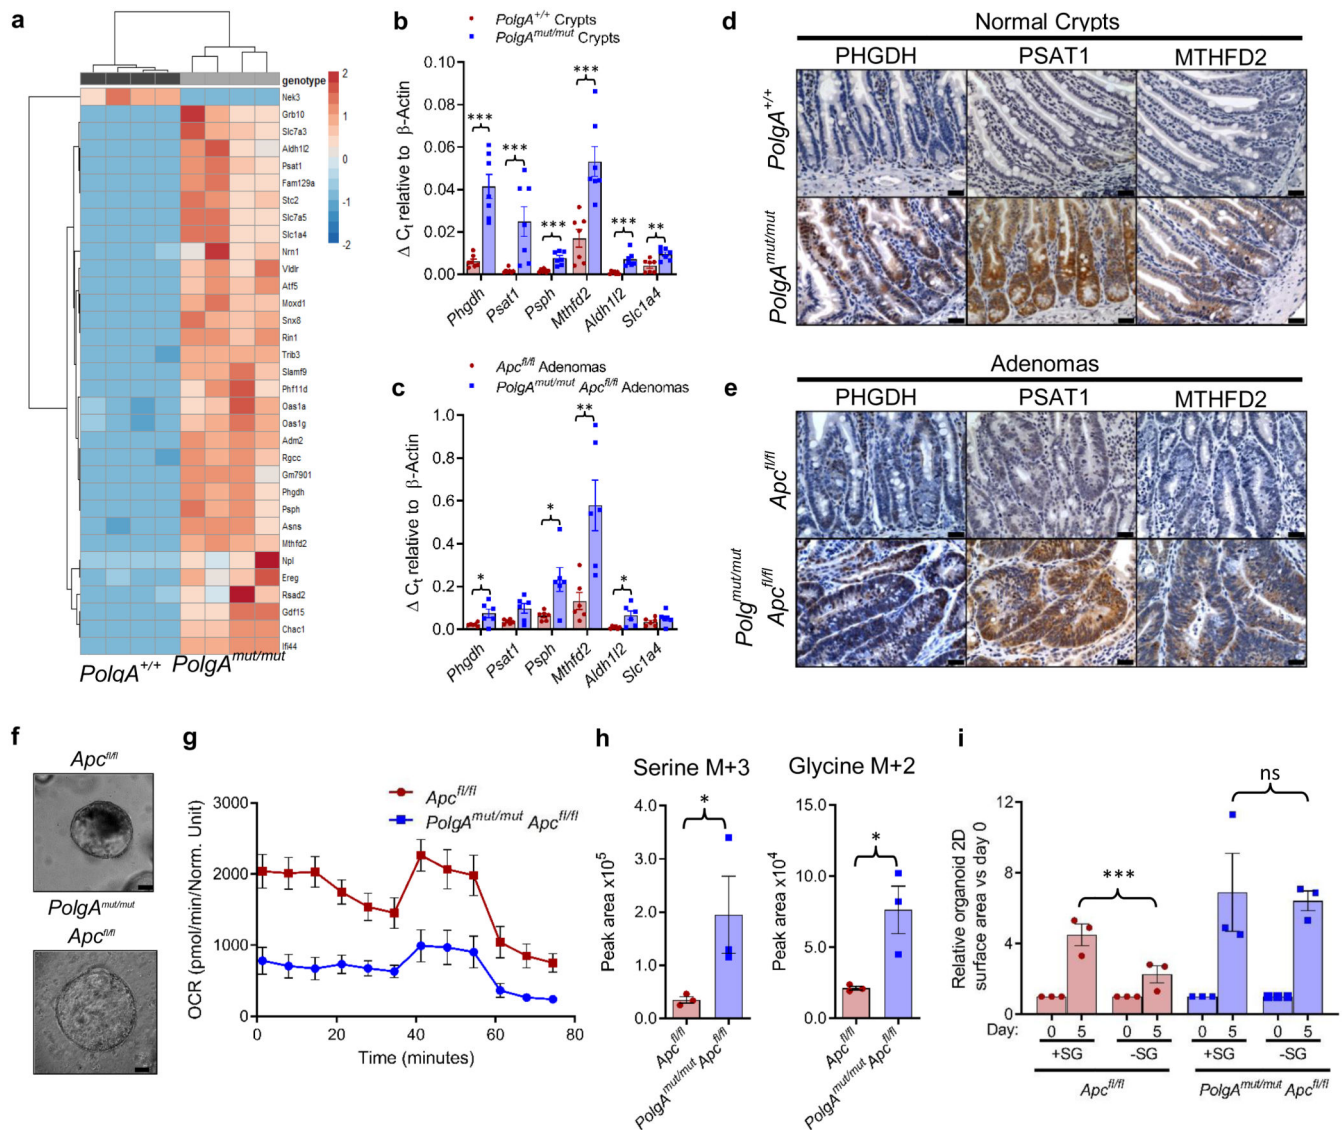 a
genotype
2
1
0
-1
-2
Nek3
Grb10
Slc7a3
Aldh1l2
Psat1
Fam129a
Stc2
Slc7a5
Slc1a4
Nrn1
Vldlr
Atf5
Moxd1
Snx8
Rin1
Trib3
Slamf9
Phf11d
Oas1a
Oas1g
Adm2
Rgcc
Gm7901
Phgdh
Psph
Asns
Mthfd2
Npl
Ereg
Rsad2
Gdf15
Chac1
Ifi44
PolgA+/+ PolgAmut/mut
b
PolgA+/+ Crypts
PolgAmut/mut Crypts
Δ Ct relative to β-Actin
0.10
0.08
0.06
0.04
0.02
0.00
*** *** *** *** *** **
Phgdh Psat1 Psph Mthfd2 Aldh1l2 Slc1a4
c
Apcfl/fl Adenomas
PolgAmut/mut Apcfl/fl Adenomas
Δ Ct relative to β-Actin
1.0
0.8
0.6
0.4
0.2
0.0
* * ** *
Phgdh Psat1 Psph Mthfd2 Aldh1l2 Slc1a4
d
Normal Crypts
PHGDH PSAT1 MTHFD2
PolgA+/+
PolgAmut/mut
e
Adenomas
PHGDH PSAT1 MTHFD2
Apcfl/fl
Polgmut/mut
Apcfl/fl
f
Apcfl/fl
PolgAmut/mut
Apcfl/fl
g
Apcfl/fl
PolgAmut/mut Apcfl/fl
OCR (pmol/min/Norm. Unit)
3000
2000
1000
0
0 20 40 60 80
Time (minutes)
h
Serine M+3
Peak area x105
4.0
3.0
2.0
1.0
0.0
*
Apcfl/fl
PolgAmut/mut Apcfl/fl
Glycine M+2
Peak area x104
15.0
10.0
5.0
0.0
*
Apcfl/fl
PolgAmut/mut Apcfl/fl
i
Relative organoid 2D
surface area vs day 0
12
8
4
0
*** ns
Day: 0 5 0 5 0 5 0 5
+SG -SG +SG -SG
Apcfl/fl PolgAmut/mut Apcfl/fl